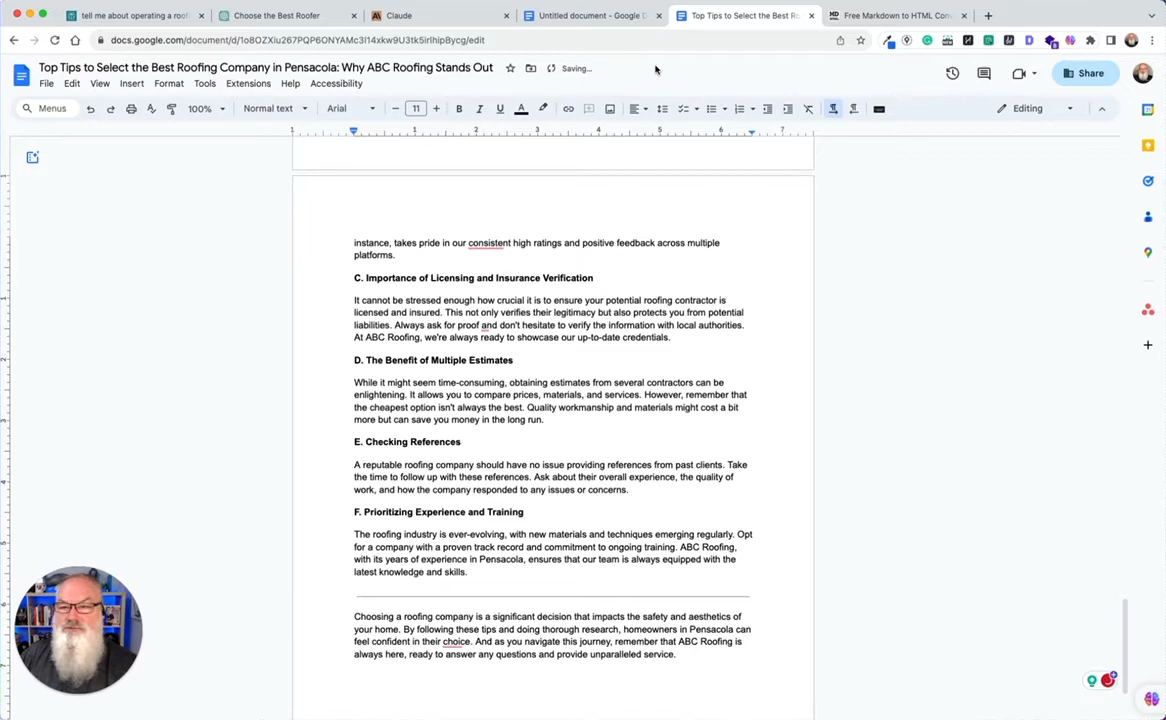 tell me about operating a roof
Choose the Best Roofer
Claude
Unditled document - Google D
Top Tips to Select the Best Ro
Free Markdown to HTML Con
docs.google.com/document/d/1o8OZXiu267PQP6ONYAMc3I14xkw9U3tk5irlhipBycg/edit
Top Tips to Select the Best Roofing Company in Pensacola: Why ABC Roofing Stands Out
Saving...
File Edit View Insert Format Tools Extensions Help Accessibility
Share
Menus
100%
Normal text
Arial
11
Editing
1 1 2 3 4 5 6 7
instance, takes pride in our consistent high ratings and positive feedback across multiple
platforms.
C. Importance of Licensing and Insurance Verification
It cannot be stressed enough how crucial it is to ensure your potential roofing contractor is
licensed and insured. This not only verifies their legitimacy but also protects you from potential
liabilities. Always ask for proof and don't hesitate to verify the information with local authorities.
At ABC Roofing, we're always ready to showcase our up-to-date credentials.
D. The Benefit of Multiple Estimates
While it might seem time-consuming, obtaining estimates from several contractors can be
enlightening. It allows you to compare prices, materials, and services. However, remember that
the cheapest option isn't always the best. Quality workmanship and materials might cost a bit
more but can save you money in the long run.
E. Checking References
A reputable roofing company should have no issue providing references from past clients. Take
the time to follow up with these references. Ask about their overall experience, the quality of
work, and how the company responded to any issues or concerns.
F. Prioritizing Experience and Training
The roofing industry is ever-evolving, with new materials and techniques emerging regularly. Opt
for a company with a proven track record and commitment to ongoing training. ABC Roofing,
with its years of experience in Pensacola, ensures that our team is always equipped with the
latest knowledge and skills.
Choosing a roofing company is a significant decision that impacts the safety and aesthetics of
your home. By following these tips and doing thorough research, homeowners in Pensacola can
feel confident in their choice. And as you navigate this journey, remember that ABC Roofing is
always here, ready to answer any questions and provide unparalleled service.